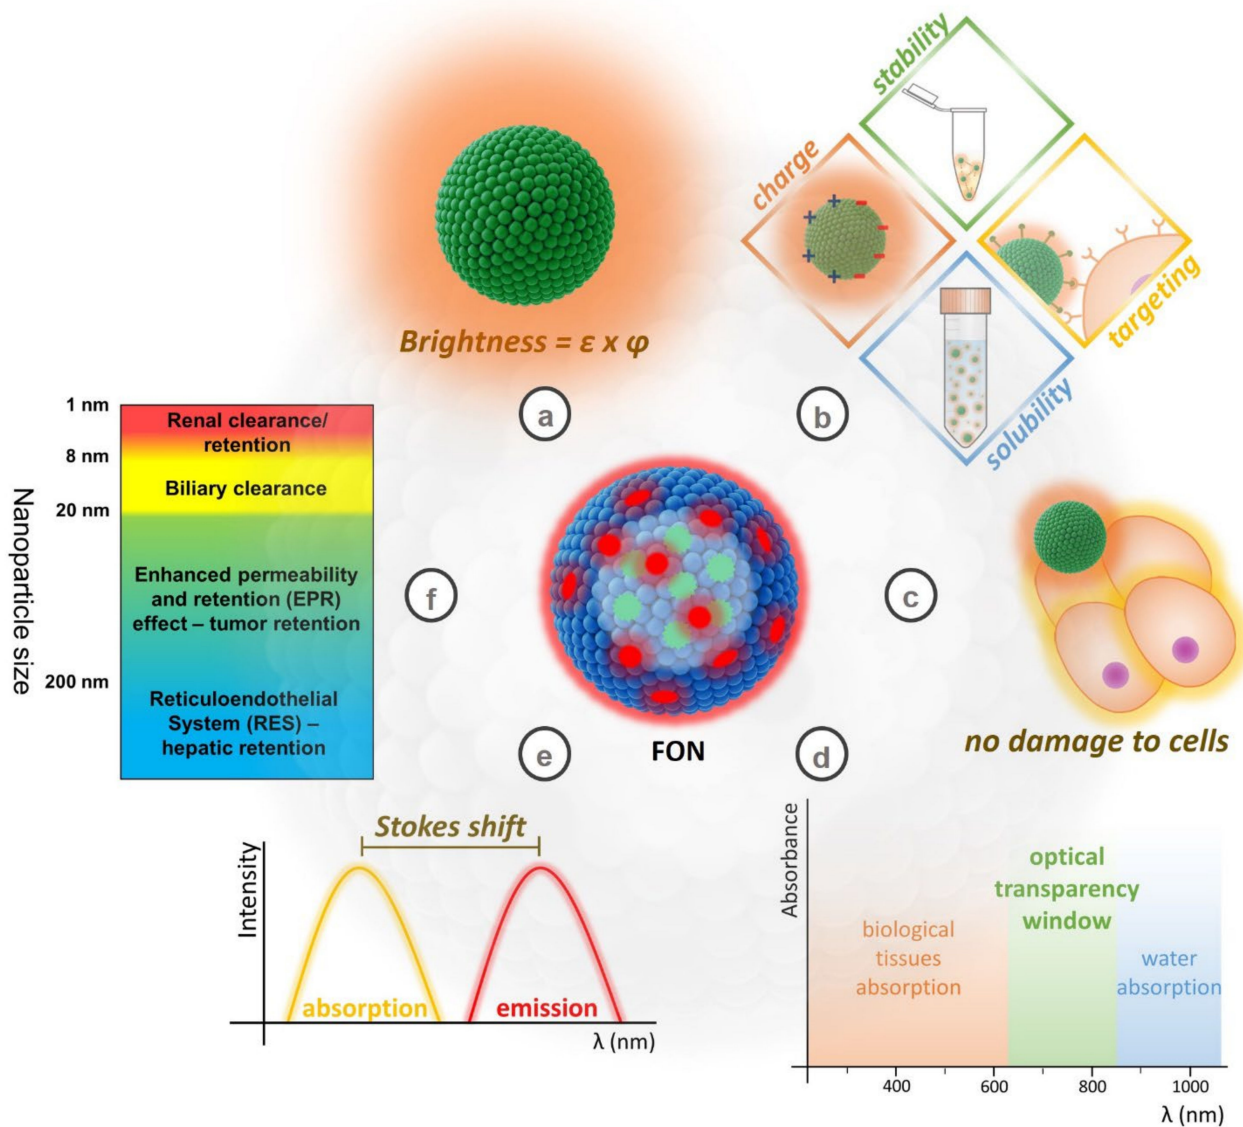 stability
charge
targeting
solubility
Brightness = ε x φ
a
b
1 nm
8 nm
20 nm
200 nm
Nanoparticle size
Renal clearance/
retention
Biliary clearance
Enhanced permeability
and retention (EPR)
effect – tumor retention
Reticuloendothelial
System (RES) –
hepatic retention
f
c
e
d
FON
no damage to cells
Stokes shift
Intensity
absorption
emission
λ (nm)
Absorbance
biological
tissues
absorption
optical
transparency
window
water
absorption
400
600
800
1000
λ (nm)